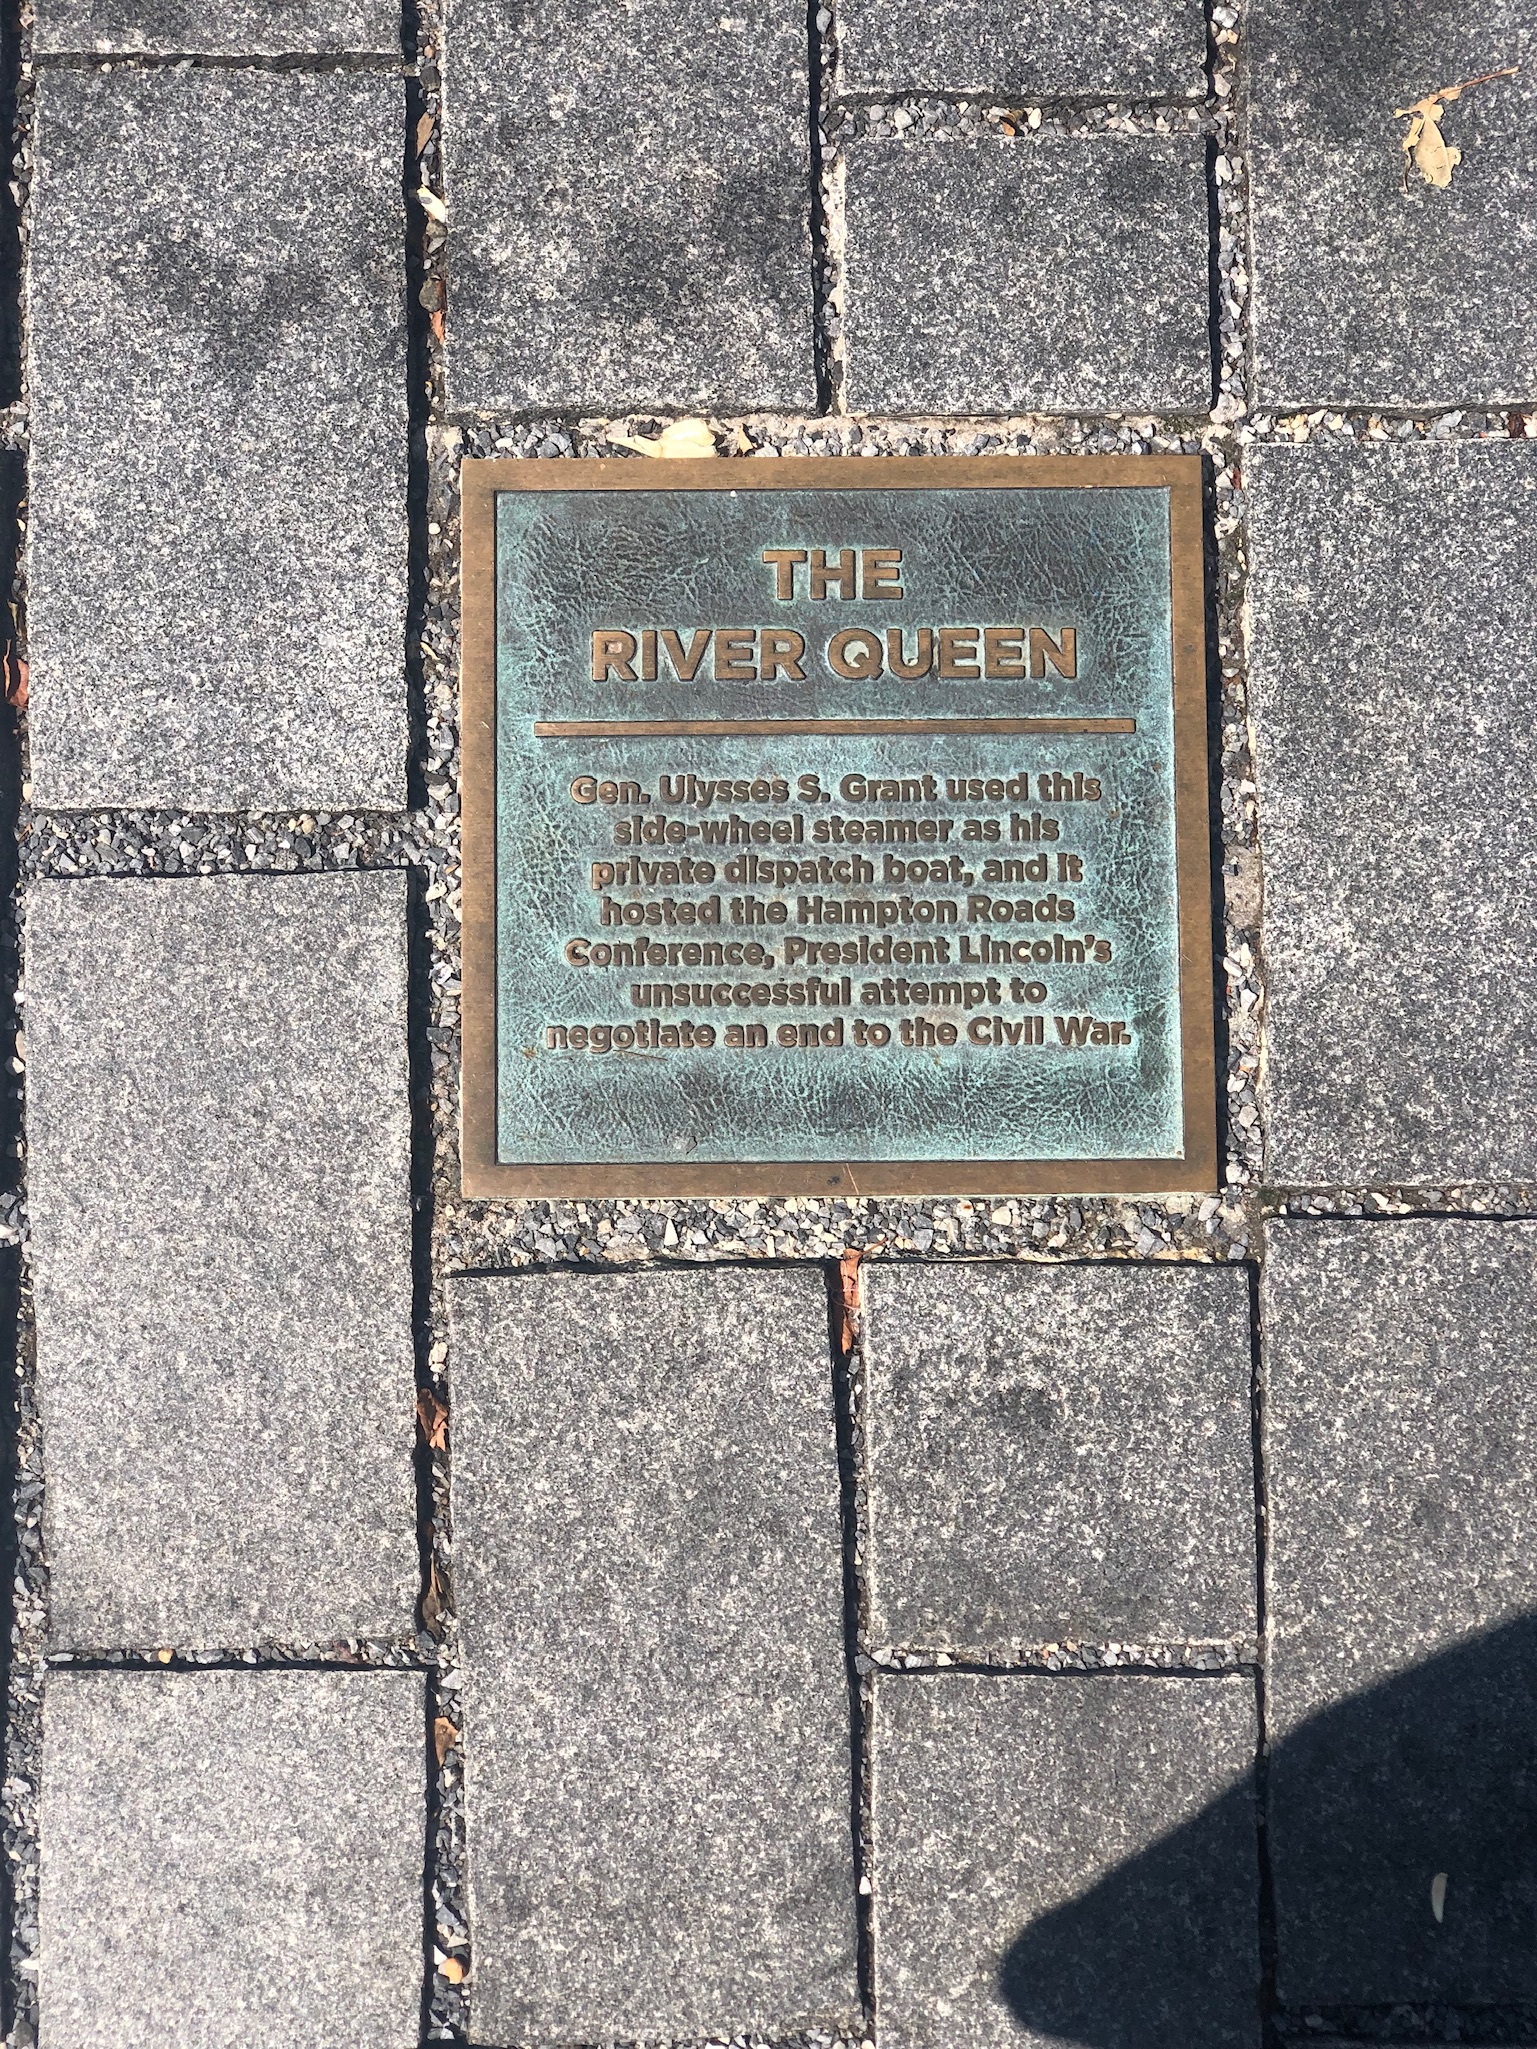 THE
RIVER QUEEN
Gen. Ulysses S. Grant used this
side-wheel steamer as his
private dispatch boat, and it
hosted the Hampton Roads
Conference, President Lincoln's
unsuccessful attempt to
negotiate an end to the Civil War.